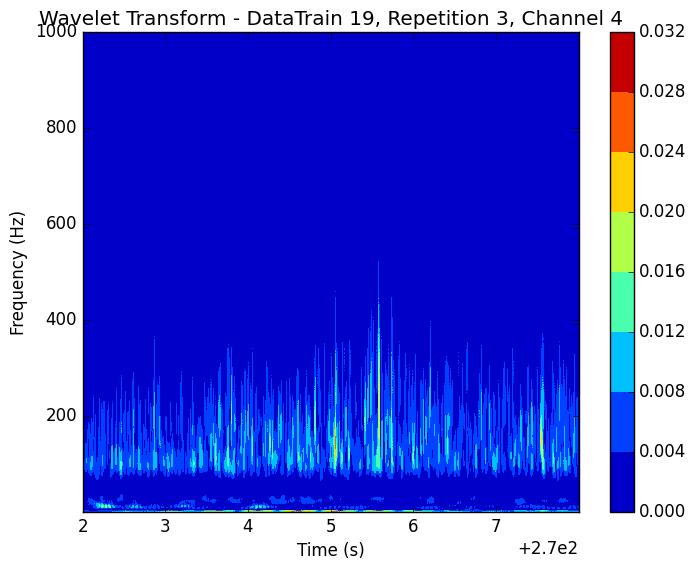 Wavelet Transform - DataTrain 19, Repetition 3, Channel 4
1000
800
600
400
200
Frequency (Hz)
2 3 4 5 6 7
Time (s)
+2.7e2
0.032
0.028
0.024
0.020
0.016
0.012
0.008
0.004
0.000